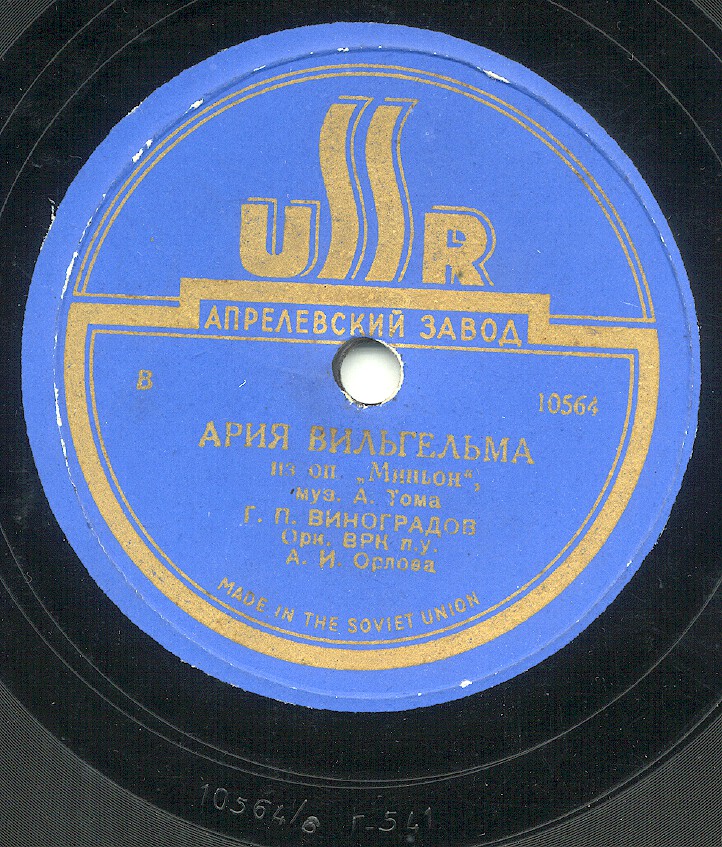 USSR
АПРЕЛЕВСКИЙ ЗАВОД
В
10564
АРИЯ ВИЛЬГЕЛЬМА
из оп. „Миньон“,
муз. А. Тома
Г. П. ВИНОГРАДОВ
Орк. ВРК п.у.
А. И. Орлова
MADE IN THE SOVIET UNION
10564/6 Г-541